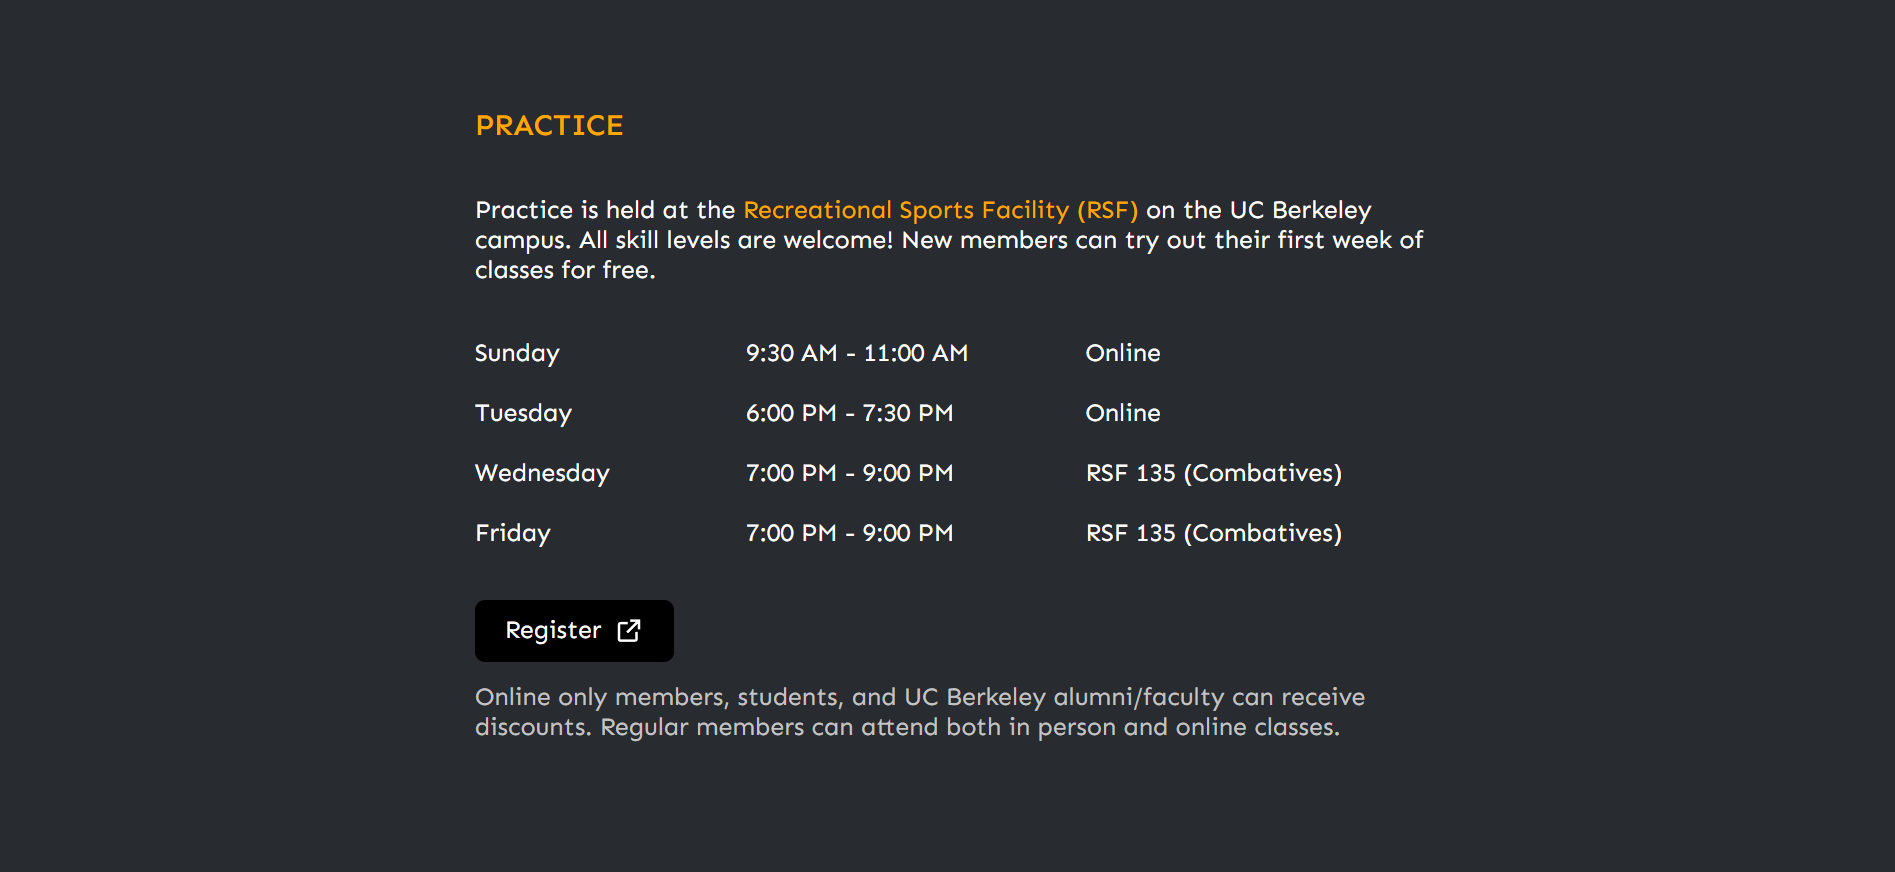 PRACTICE
Practice is held at the Recreational Sports Facility (RSF) on the UC Berkeley
campus. All skill levels are welcome! New members can try out their first week of
classes for free.
Sunday 9:30 AM - 11:00 AM Online
Tuesday 6:00 PM - 7:30 PM Online
Wednesday 7:00 PM - 9:00 PM RSF 135 (Combatives)
Friday 7:00 PM - 9:00 PM RSF 135 (Combatives)
Register
Online only members, students, and UC Berkeley alumni/faculty can receive
discounts. Regular members can attend both in person and online classes.